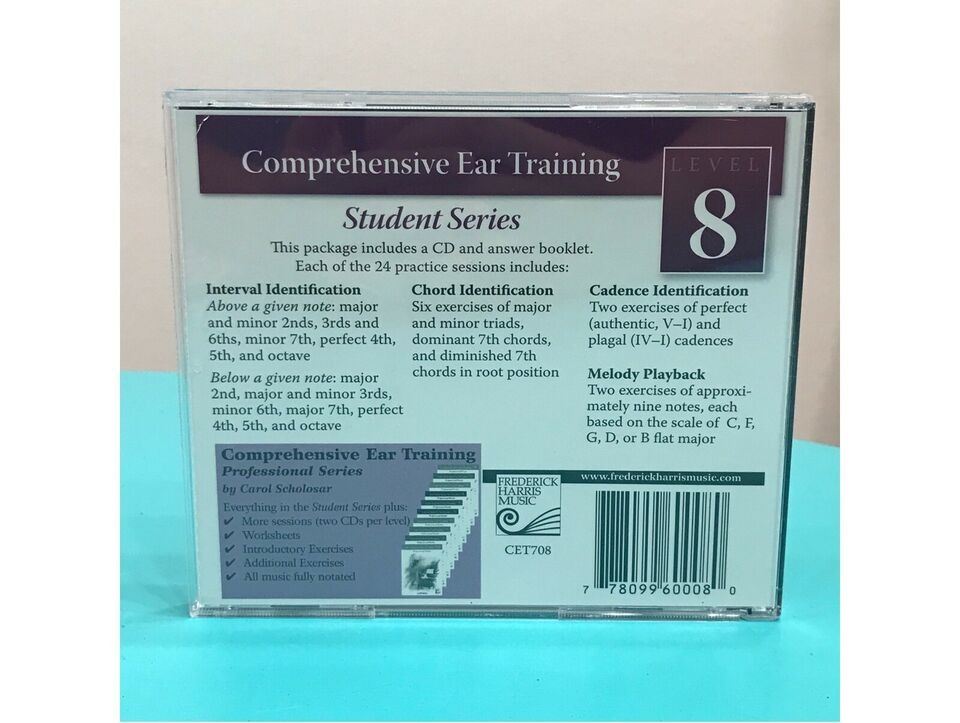 Comprehensive Ear Training
LEVEL
8
Student Series
This package includes a CD and answer booklet.
Each of the 24 practice sessions includes:
Interval Identification
Above a given note: major
and minor 2nds, 3rds and
6ths, minor 7th, perfect 4th,
5th, and octave
Below a given note: major
2nd, major and minor 3rds,
minor 6th, major 7th, perfect
4th, 5th, and octave
Chord Identification
Six exercises of major
and minor triads,
dominant 7th chords,
and diminished 7th
chords in root position
Cadence Identification
Two exercises of perfect
(authentic, V–I) and
plagal (IV–I) cadences
Melody Playback
Two exercises of approxi-
mately nine notes, each
based on the scale of C, F,
G, D, or B flat major
Comprehensive Ear Training
Professional Series
by Carol Scholosar
Everything in the Student Series plus:
✔ More sessions (two CDs per level)
✔ Worksheets
✔ Introductory Exercises
✔ Additional Exercises
✔ All music fully notated
FREDERICK
HARRIS
MUSIC
CET708
www.frederickharrismusic.com
7 78099 60008 0